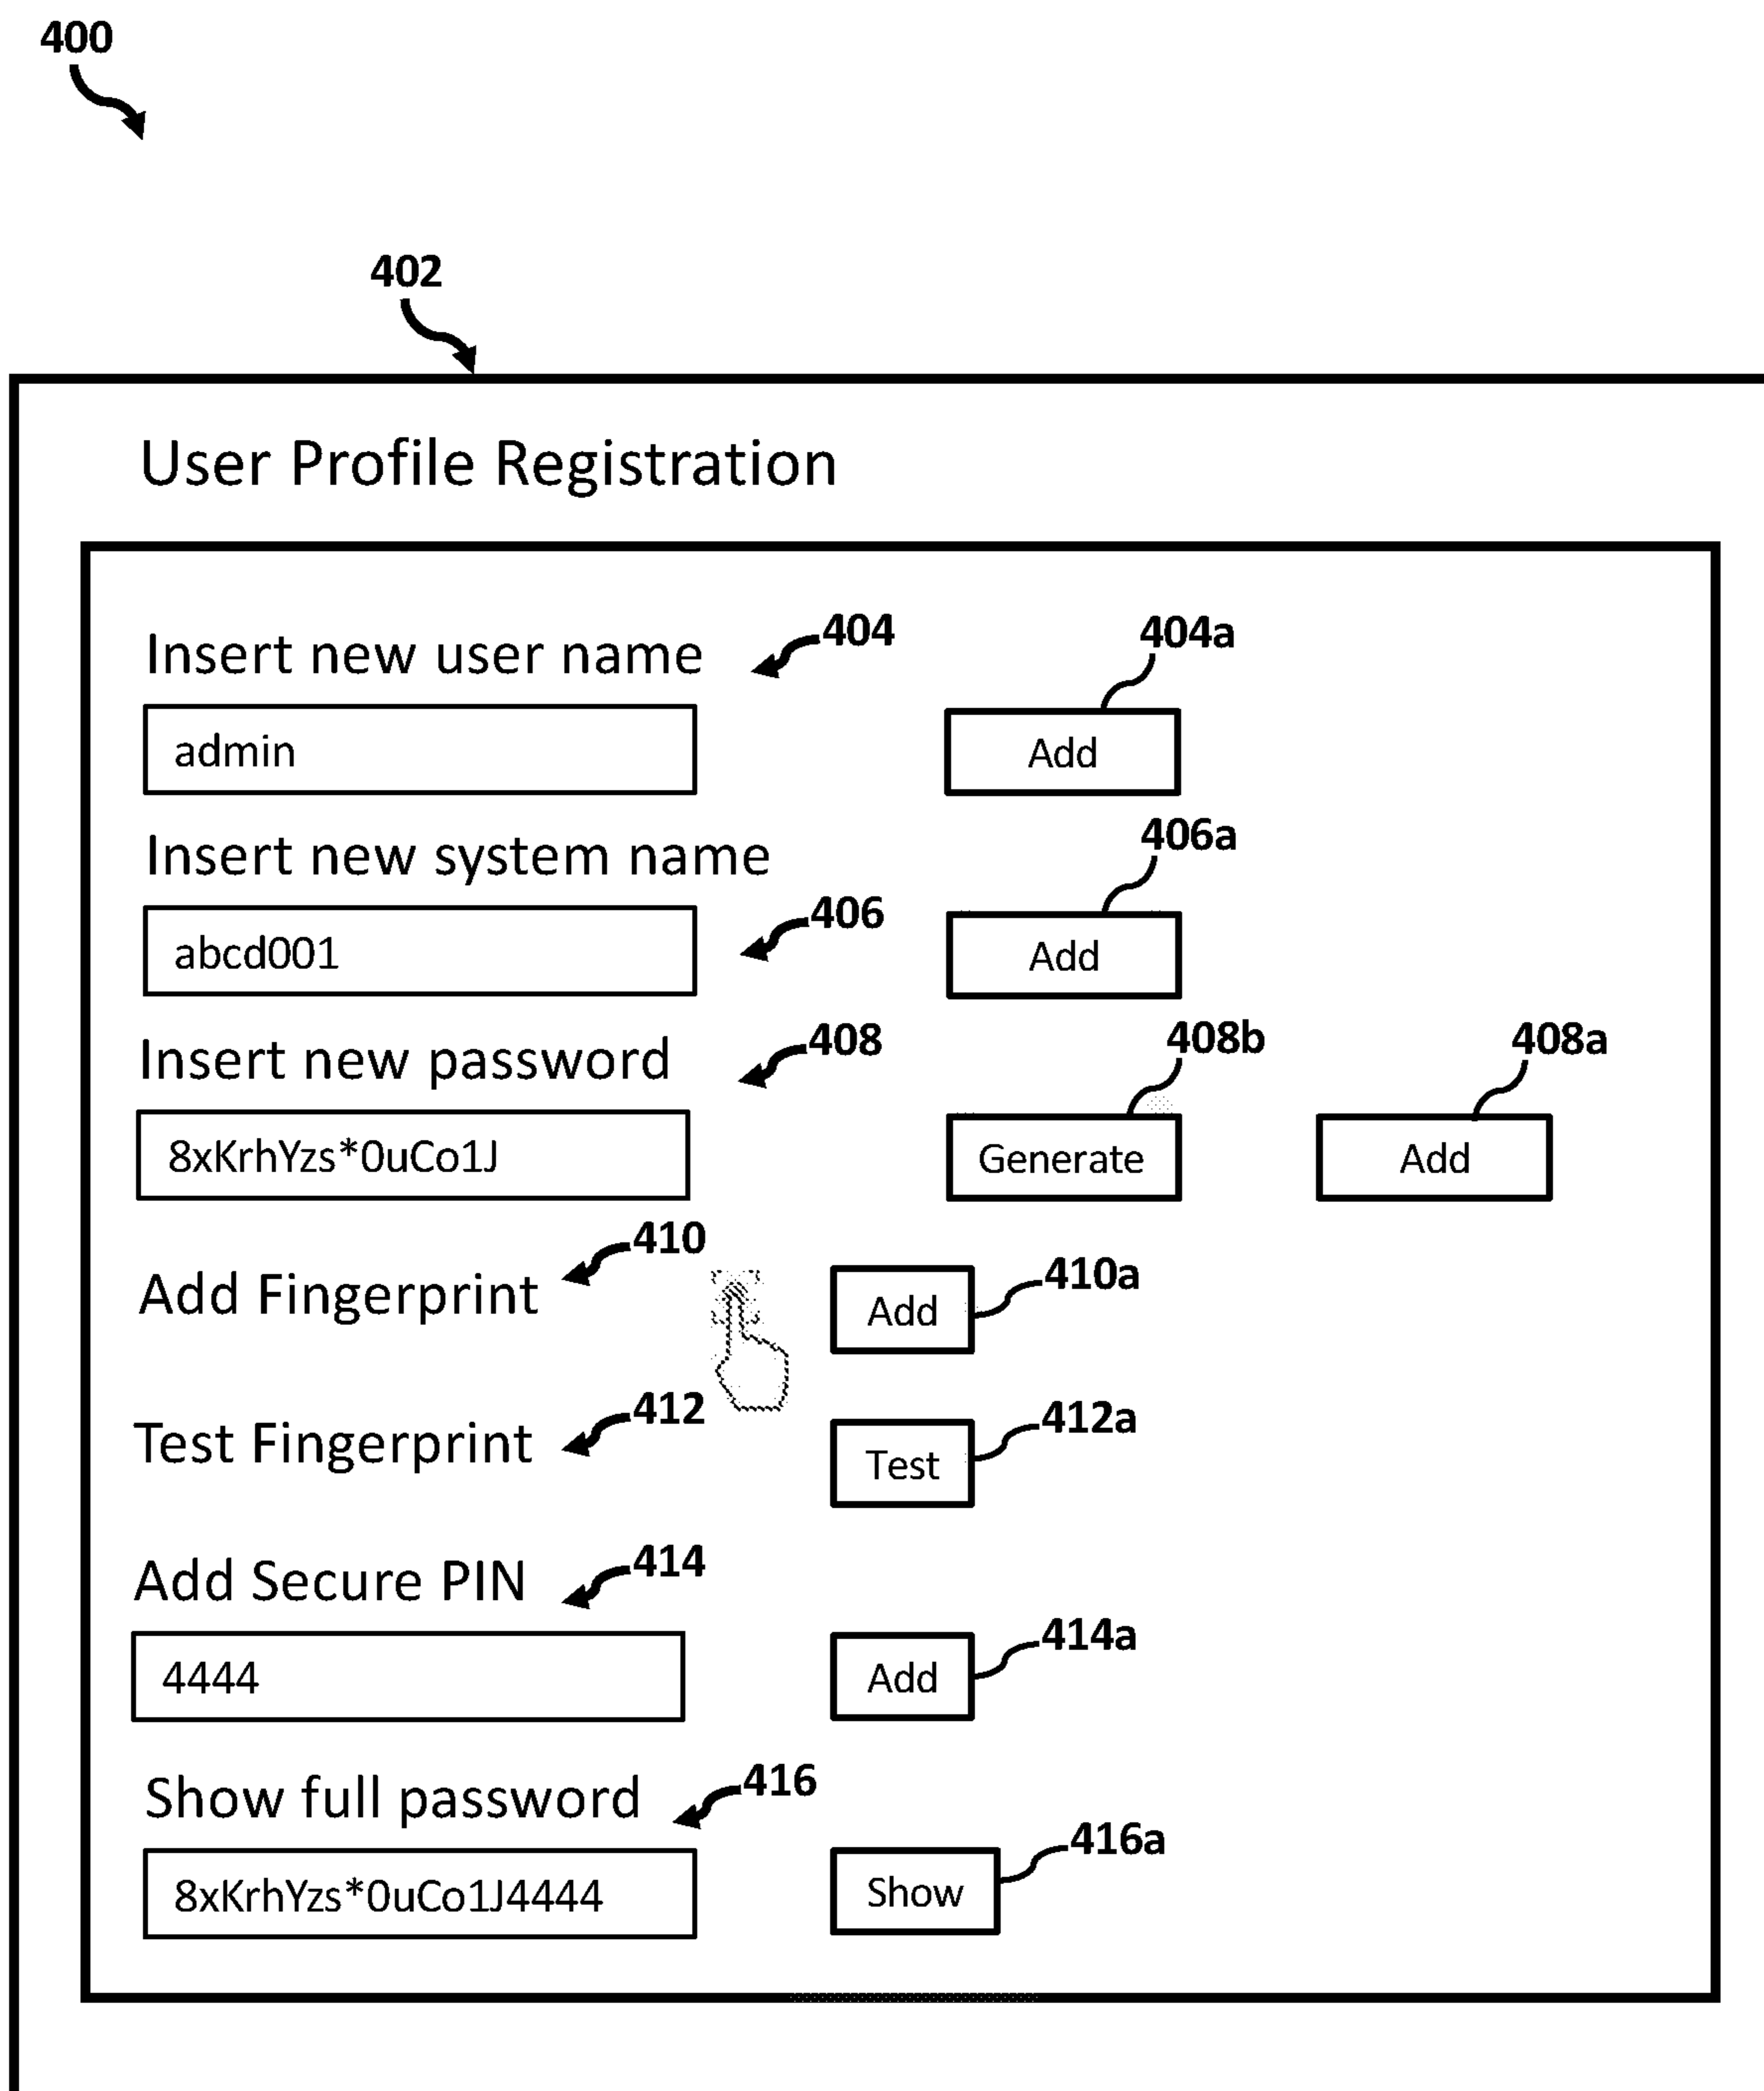 400
402
User Profile Registration
Insert new user name 404 404a
admin Add
Insert new system name 406a
abcd001 406 Add
Insert new password 408 408b 408a
8xKrhYzs*0uCo1J Generate Add
Add Fingerprint 410 Add 410a
Test Fingerprint 412 Test 412a
Add Secure PIN 414
4444 Add 414a
Show full password 416
8xKrhYzs*0uCo1J4444 Show 416a